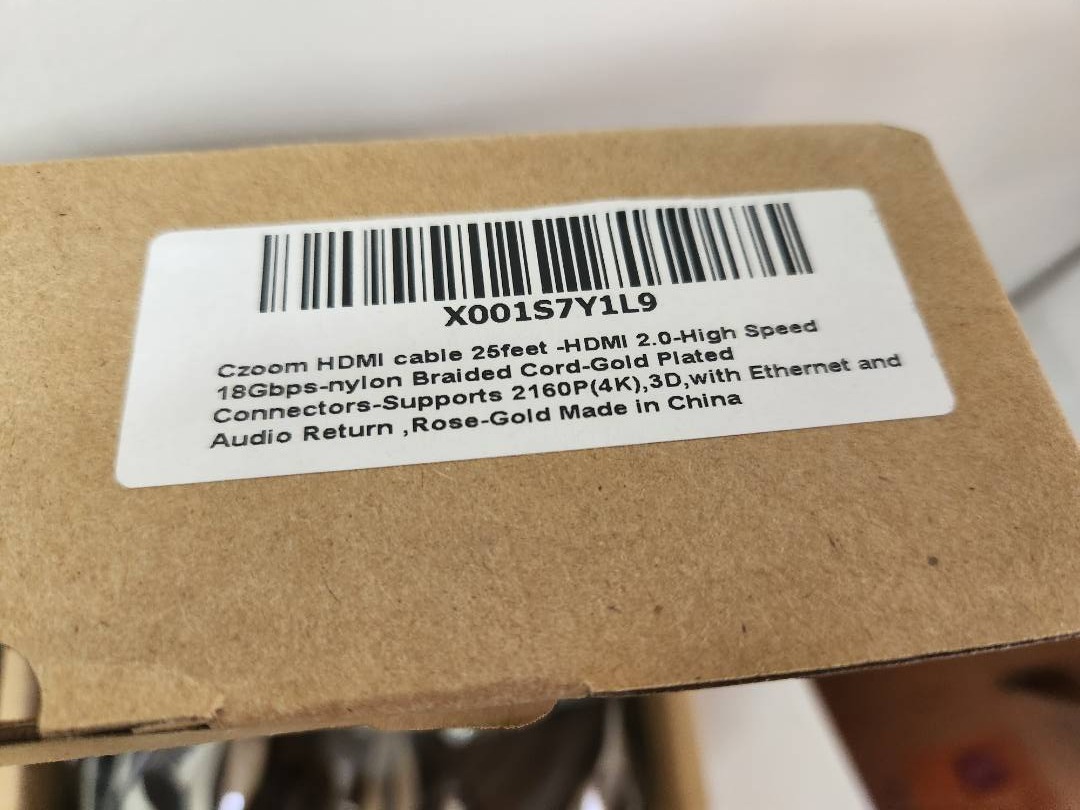 X001S7Y1L9
Czoom HDMI cable 25feet -HDMI 2.0-High Speed
18Gbps-nylon Braided Cord-Gold Plated
Connectors-Supports 2160P(4K),3D,with Ethernet and
Audio Return ,Rose-Gold Made in China